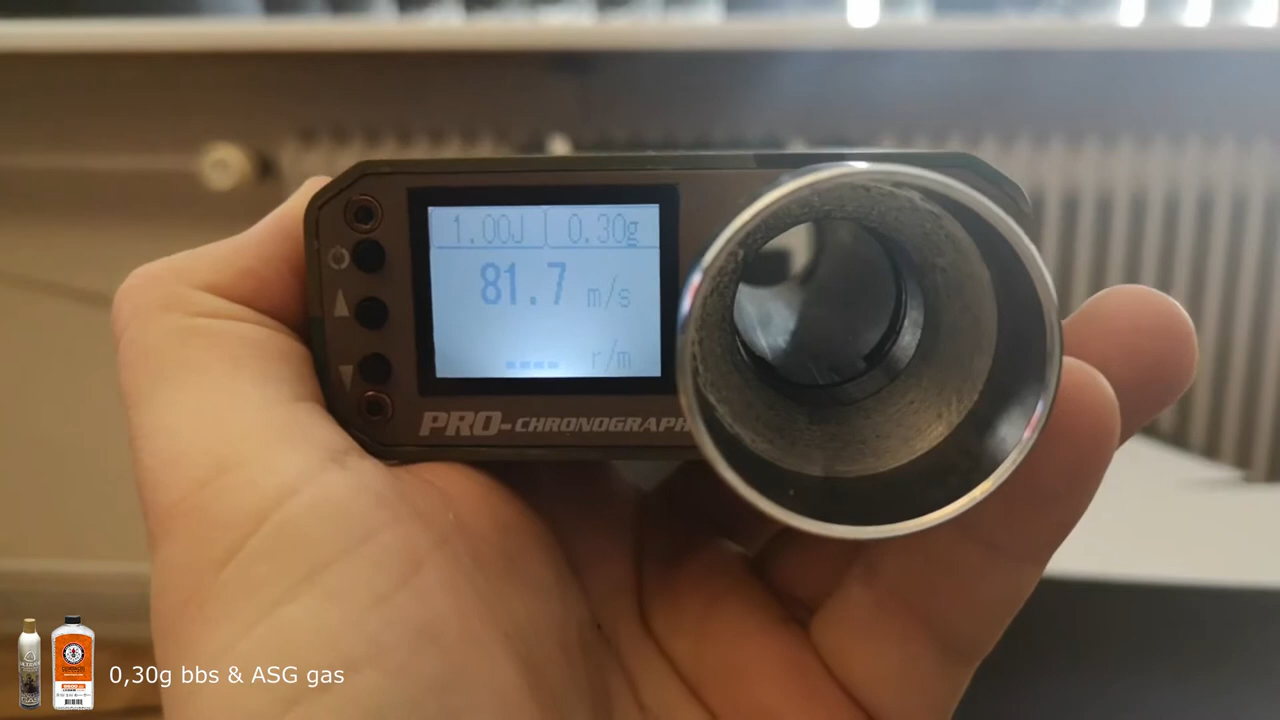 1.00J 0.30g
81.7 m/s
---- r/m
PRO-CHRONOGRAPH
0,30g bbs & ASG gas